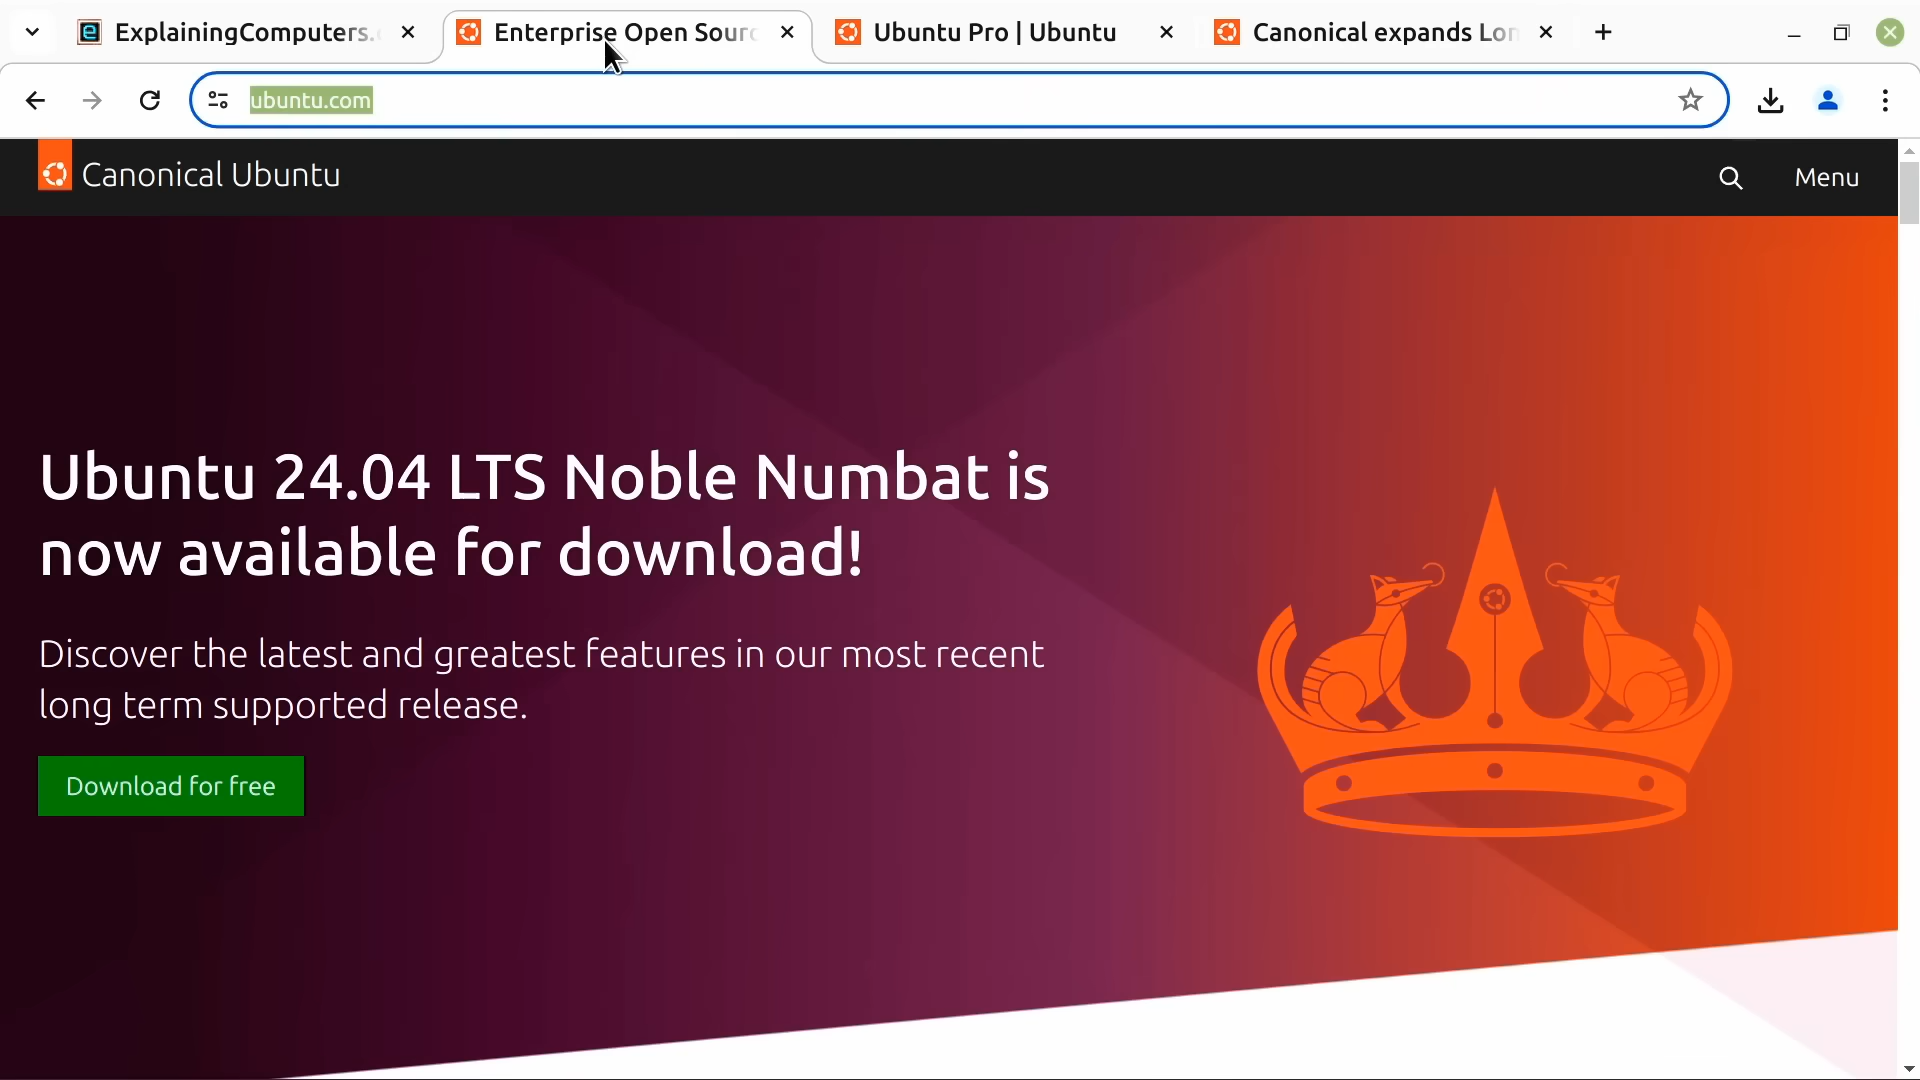 ExplainingComputers.
Enterprise Open Sour
Ubuntu Pro | Ubuntu
Canonical expands Lon
ubuntu.com
Canonical Ubuntu
Menu
Ubuntu 24.04 LTS Noble Numbat is
now available for download!
Discover the latest and greatest features in our most recent
long term supported release.
Download for free